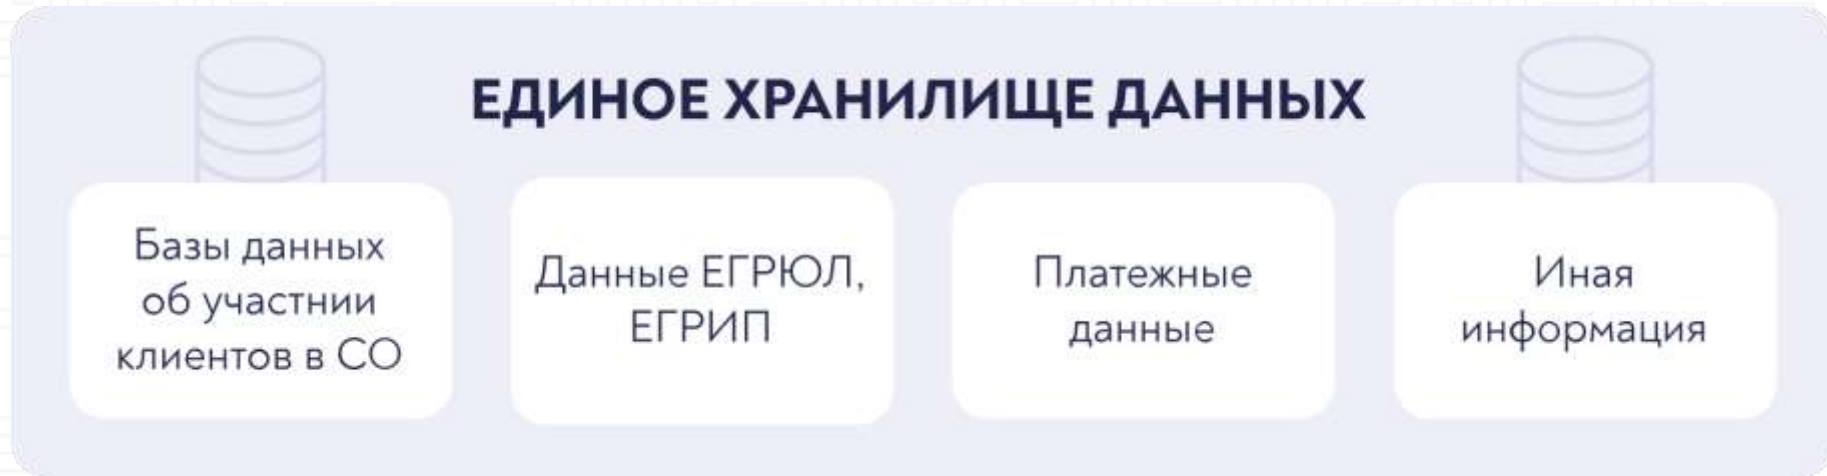 ЕДИНОЕ ХРАНИЛИЩЕ ДАННЫХ
Базы данных
об участнии
клиентов в СО
Данные ЕГРЮЛ,
ЕГРИП
Платежные
данные
Иная
информация